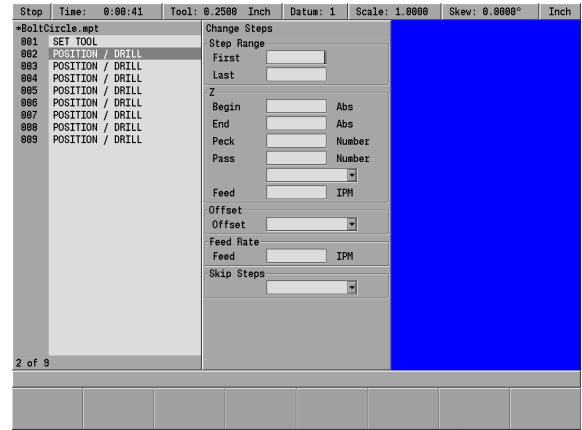 Stop Time: 0:00:41 Tool: 0.2500 Inch Datum: 1 Scale: 1.0000 Skew: 0.0000° Inch
*BoltCircle.mpt
001 SET TOOL
002 POSITION / DRILL
003 POSITION / DRILL
004 POSITION / DRILL
005 POSITION / DRILL
006 POSITION / DRILL
007 POSITION / DRILL
008 POSITION / DRILL
009 POSITION / DRILL
2 of 9
Change Steps
Step Range
First
Last
Z
Begin Abs
End Abs
Peck Number
Pass Number
Feed IPM
Offset
Offset
Feed Rate
Feed IPM
Skip Steps